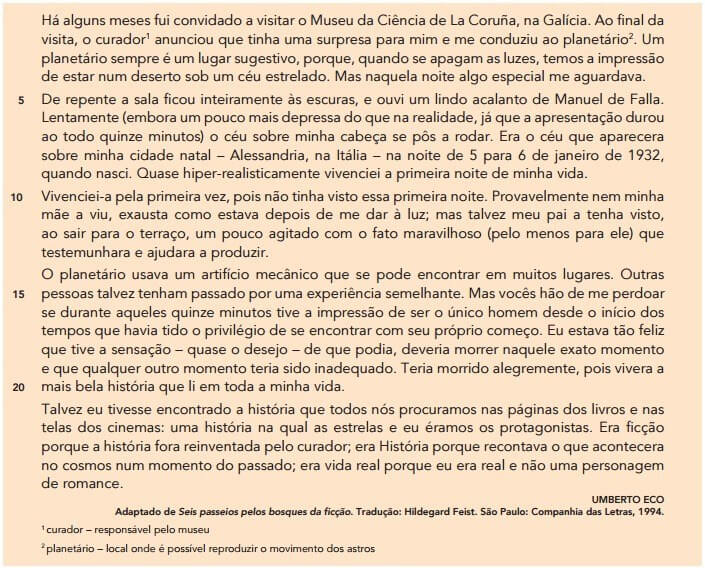 Há alguns meses fui convidado a visitar o Museu da Ciência de La Coruña, na Galícia. Ao final da
visita, o curador¹ anunciou que tinha uma surpresa para mim e me conduziu ao planetário². Um
planetário sempre é um lugar sugestivo, porque, quando se apagam as luzes, temos a impressão
de estar num deserto sob um céu estrelado. Mas naquela noite algo especial me aguardava.
5 De repente a sala ficou inteiramente às escuras, e ouvi um lindo acalanto de Manuel de Falla.
Lentamente (embora um pouco mais depressa do que na realidade, já que a apresentação durou
ao todo quinze minutos) o céu sobre minha cabeça se pôs a rodar. Era o céu que aparecera
sobre minha cidade natal – Alessandria, na Itália – na noite de 5 para 6 de janeiro de 1932,
quando nasci. Quase hiper-realisticamente vivenciei a primeira noite de minha vida.
10 Vivenciei-a pela primeira vez, pois não tinha visto essa primeira noite. Provavelmente nem minha
mãe a viu, exausta como estava depois de me dar à luz; mas talvez meu pai a tenha visto,
ao sair para o terraço, um pouco agitado com o fato maravilhoso (pelo menos para ele) que
testemunhara e ajudara a produzir.
O planetário usava um artifício mecânico que se pode encontrar em muitos lugares. Outras
15 pessoas talvez tenham passado por uma experiência semelhante. Mas vocês hão de me perdoar
se durante aqueles quinze minutos tive a impressão de ser o único homem desde o início dos
tempos que havia tido o privilégio de se encontrar com seu próprio começo. Eu estava tão feliz
que tive a sensação – quase o desejo – de que podia, deveria morrer naquele exato momento
e que qualquer outro momento teria sido inadequado. Teria morrido alegremente, pois vivera a
20 mais bela história que li em toda a minha vida.
Talvez eu tivesse encontrado a história que todos nós procuramos nas páginas dos livros e nas
telas dos cinemas: uma história na qual as estrelas e eu éramos os protagonistas. Era ficção
porque a história fora reinventada pelo curador; era História porque recontava o que acontecera
no cosmos num momento do passado; era vida real porque eu era real e não uma personagem
de romance.
UMBERTO ECO
Adaptado de Seis passeios pelos bosques da ficção. Tradução: Hildegard Feist. São Paulo: Companhia das Letras, 1994.
¹ curador – responsável pelo museu
² planetário – local onde é possível reproduzir o movimento dos astros